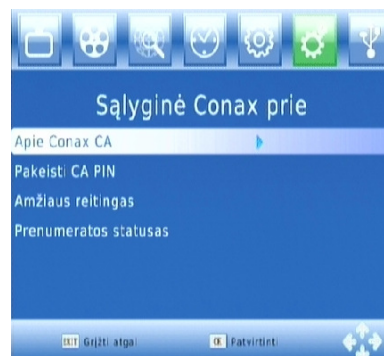 Sąlyginė Conax prie
Apie Conax CA
Pakeisti CA PIN
Amžiaus reitingas
Prenumeratos statusas
EXIT Grįžti atgal OK Patvirtinti